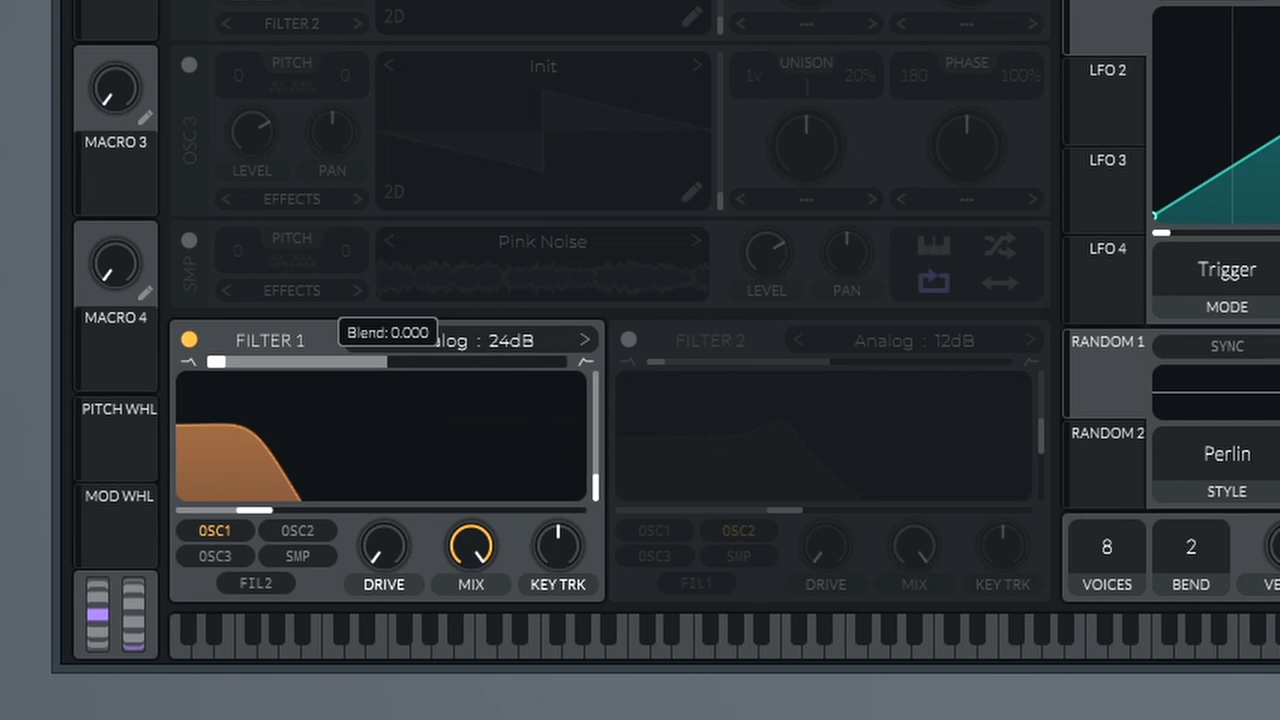 FILTER 2
2D
---
---
MACRO 3
OSC 3
0 PITCH 0
LEVEL
PAN
EFFECTS
Init
2D
1v UNISON 20%
180 PHASE 100%
---
---
LFO 2
LFO 3
MACRO 4
SMP
0 PITCH 0
EFFECTS
Pink Noise
LEVEL
PAN
LFO 4
Trigger
MODE
FILTER 1
Blend: 0.000
alog : 24dB
FILTER 2
Analog : 12dB
RANDOM 1
SYNC
PITCH WHL
RANDOM 2
Perlin
STYLE
MOD WHL
OSC1
OSC2
OSC3
SMP
FIL2
DRIVE
MIX
KEY TRK
OSC1
OSC2
OSC3
SMP
FIL1
DRIVE
MIX
KEY TRK
8
VOICES
2
BEND
VE